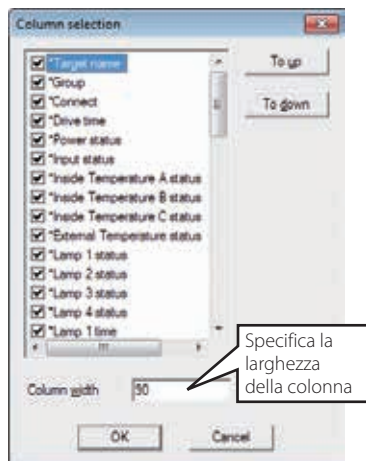 Column selection
*Target name
*Group
*Connect
*Drive time
*Power status
*Input status
*Inside Temperature A status
*Inside Temperature B status
*Inside Temperature C status
*External Temperature status
*Lamp 1 status
*Lamp 2 status
*Lamp 3 status
*Lamp 4 status
*Lamp 1 time
To up
To down
Column width
90
Specifica la
larghezza
della colonna
OK
Cancel